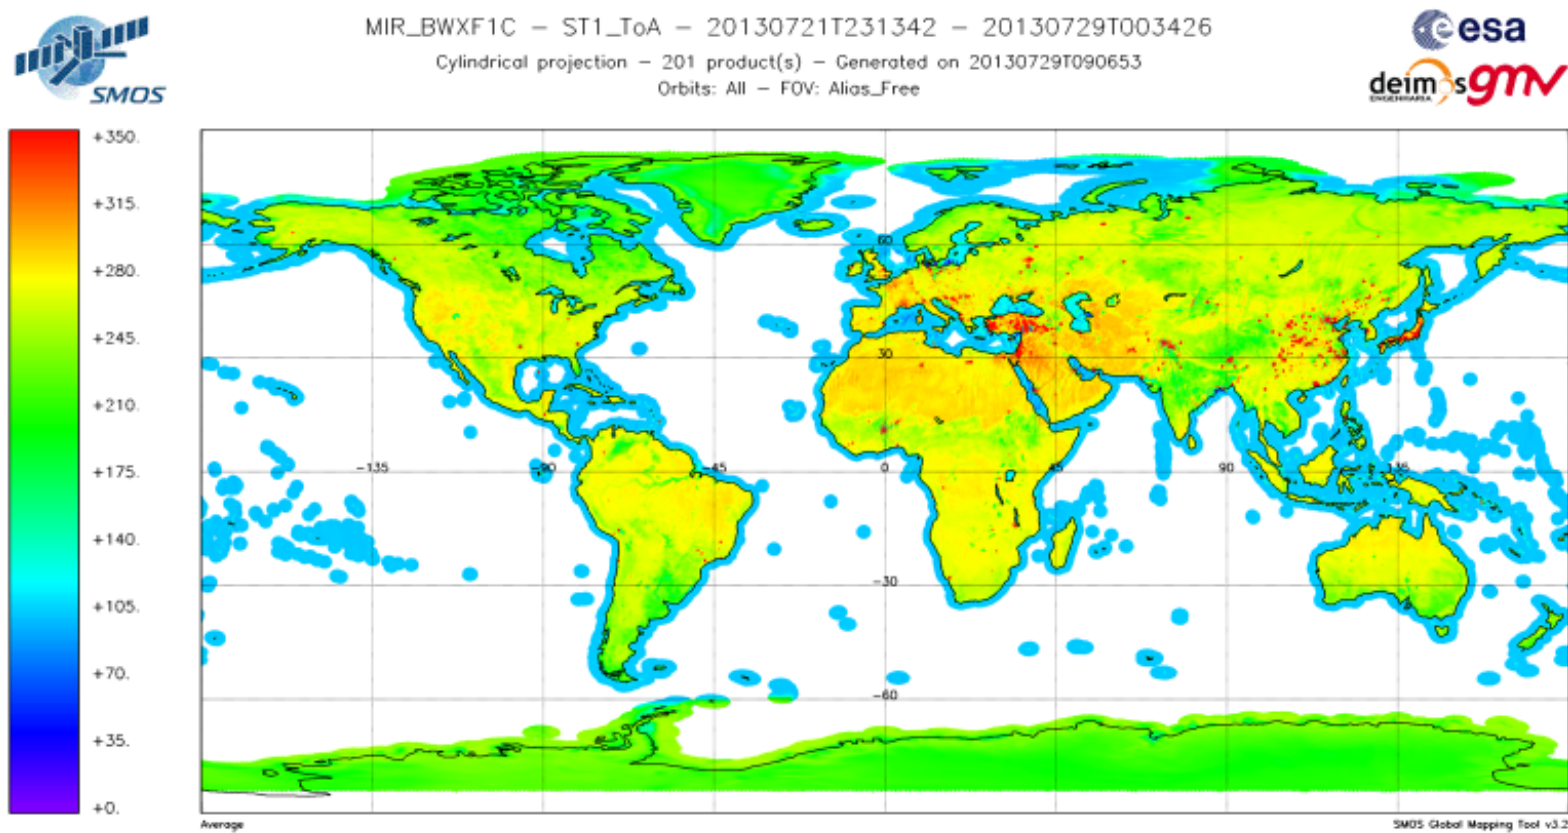 MIR_BWXF1C – ST1_ToA – 20130721T231342 – 20130729T003426
Cylindrical projection – 201 product(s) – Generated on 20130729T090653
Orbits: All – FOV: Alias_Free
SMOS
esa
deimos
ENGENHARIA
gmv
+350.
+315.
+280.
+245.
+210.
+175.
+140.
+105.
+70.
+35.
+0.
60
30
-135
-90
-45
0
45
90
135
-30
-60
Average
SMOS Global Mapping Tool v3.2